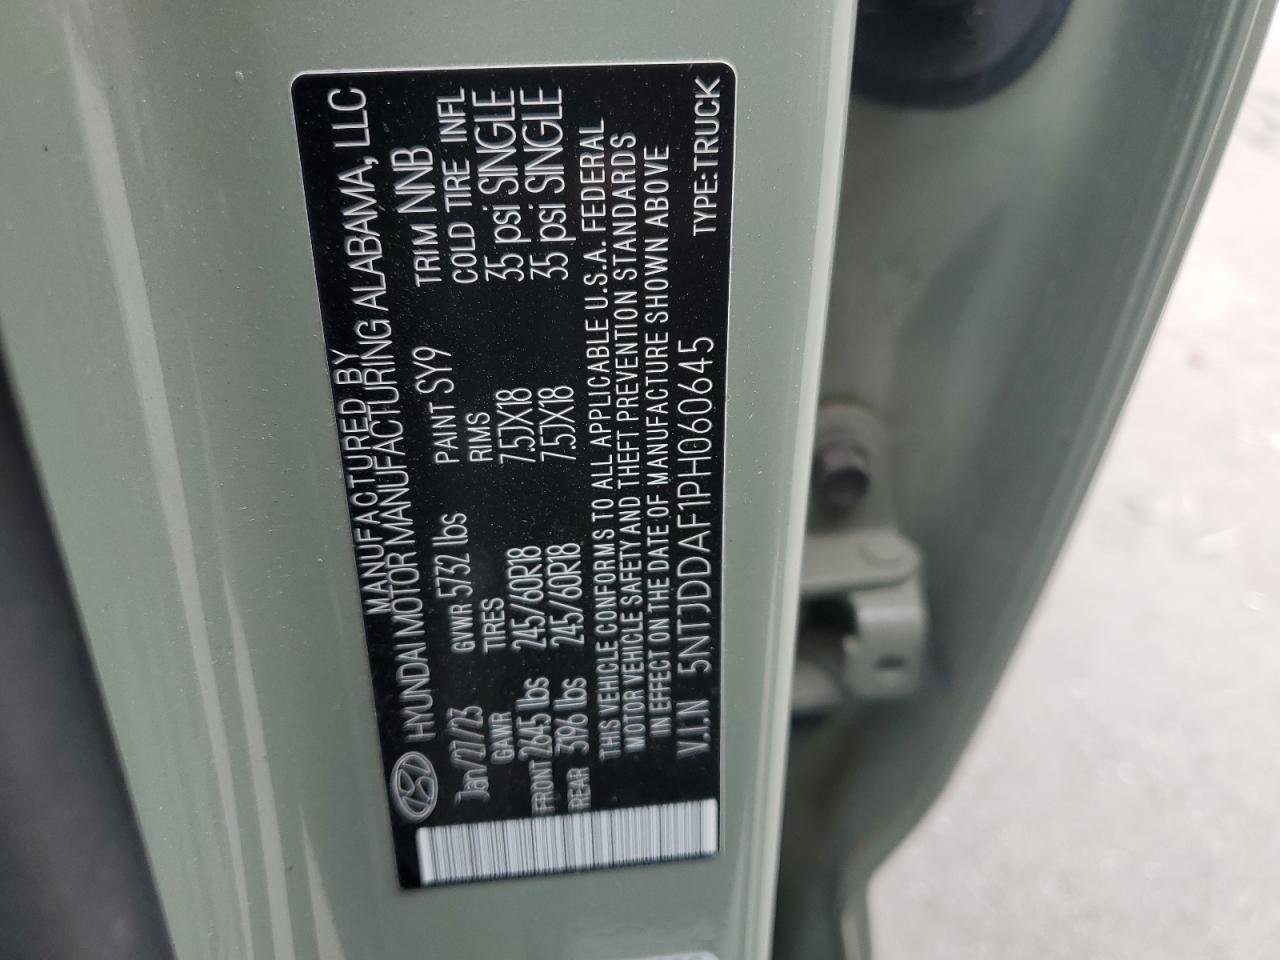 MANUFACTURED BY
HYUNDAI MOTOR MANUFACTURING ALABAMA, LLC
Jan/27/23 GVWR 5732 lbs PAINT SY9 TRIM NNB
GAWR TIRES RIMS COLD TIRE INFL
FRONT 2645 lbs 245/60R18 7.5JX18 35 psi SINGLE
REAR 3196 lbs 245/60R18 7.5JX18 35 psi SINGLE
THIS VEHICLE CONFORMS TO ALL APPLICABLE U.S.A. FEDERAL
MOTOR VEHICLE SAFETY AND THEFT PREVENTION STANDARDS
IN EFFECT ON THE DATE OF MANUFACTURE SHOWN ABOVE
V.I.N 5NTJDDAF1PH060645 TYPE:TRUCK